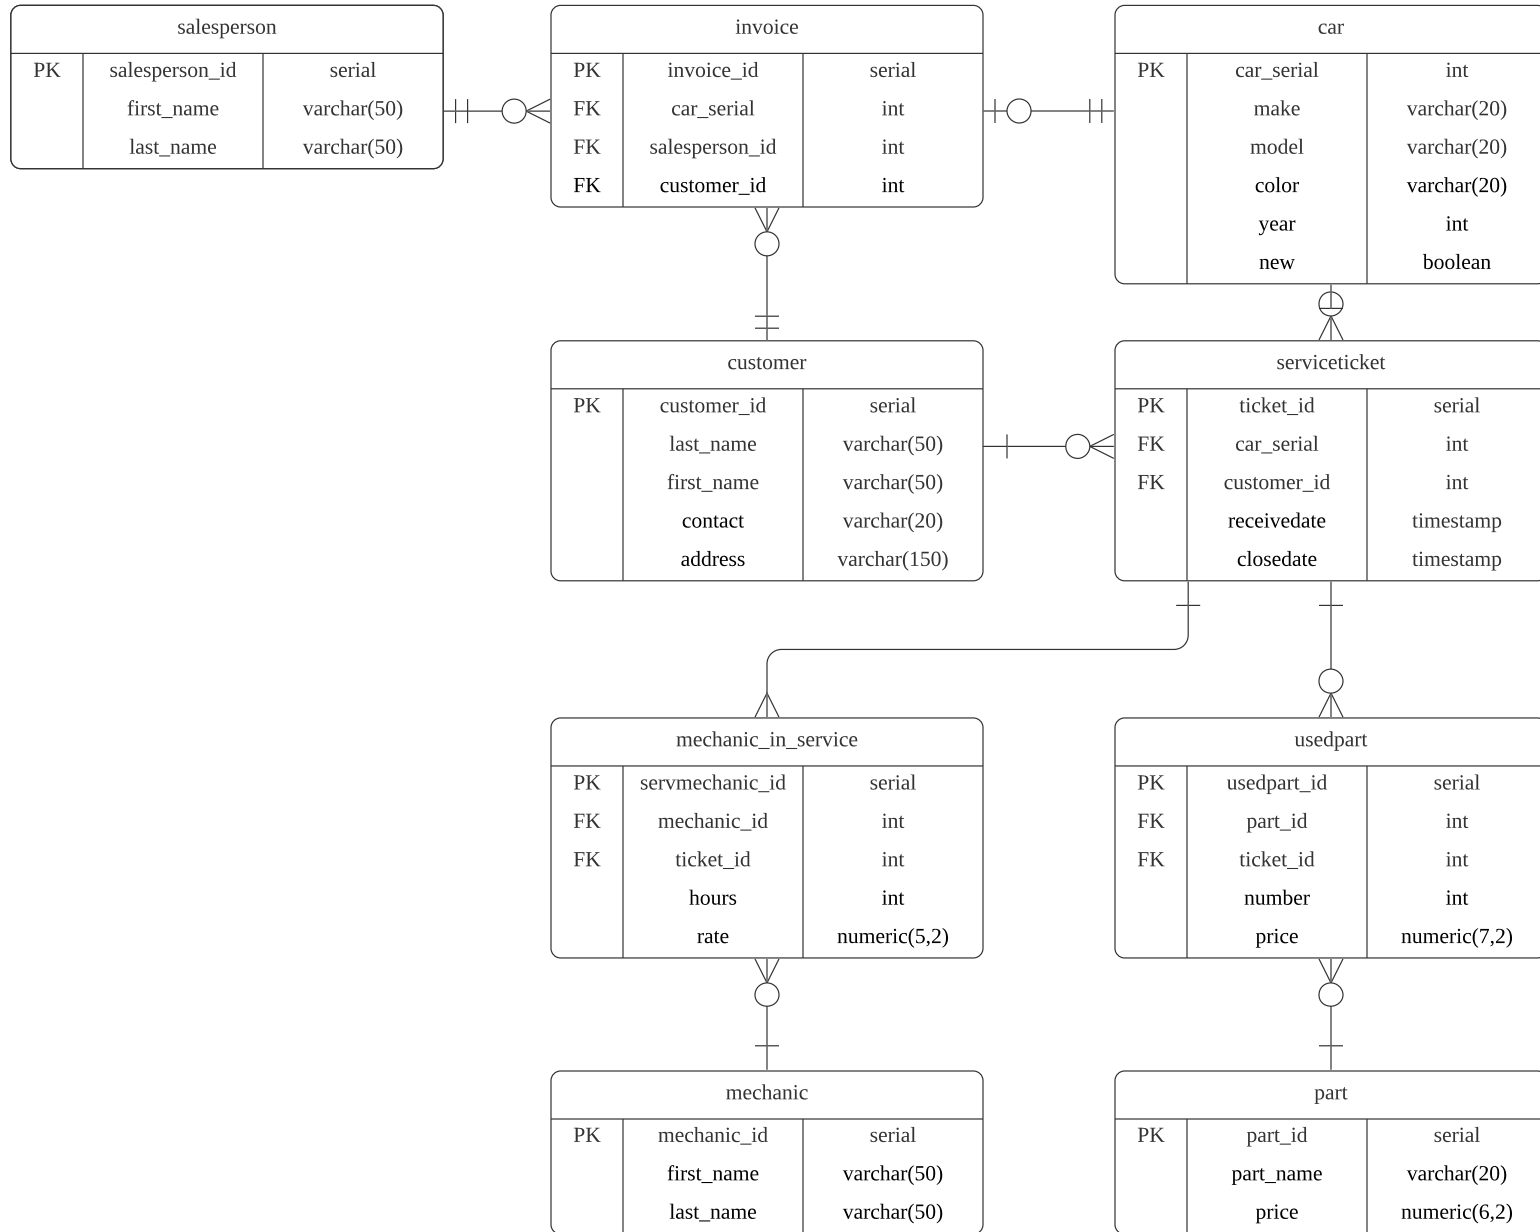 salesperson
PK salesperson_id serial
first_name varchar(50)
last_name varchar(50)
invoice
PK invoice_id serial
FK car_serial int
FK salesperson_id int
FK customer_id int
car
PK car_serial int
make varchar(20)
model varchar(20)
color varchar(20)
year int
new boolean
customer
PK customer_id serial
last_name varchar(50)
first_name varchar(50)
contact varchar(20)
address varchar(150)
serviceticket
PK ticket_id serial
FK car_serial int
FK customer_id int
receivedate timestamp
closedate timestamp
mechanic_in_service
PK servmechanic_id serial
FK mechanic_id int
FK ticket_id int
hours int
rate numeric(5,2)
usedpart
PK usedpart_id serial
FK part_id int
FK ticket_id int
number int
price numeric(7,2)
mechanic
PK mechanic_id serial
first_name varchar(50)
last_name varchar(50)
part
PK part_id serial
part_name varchar(20)
price numeric(6,2)